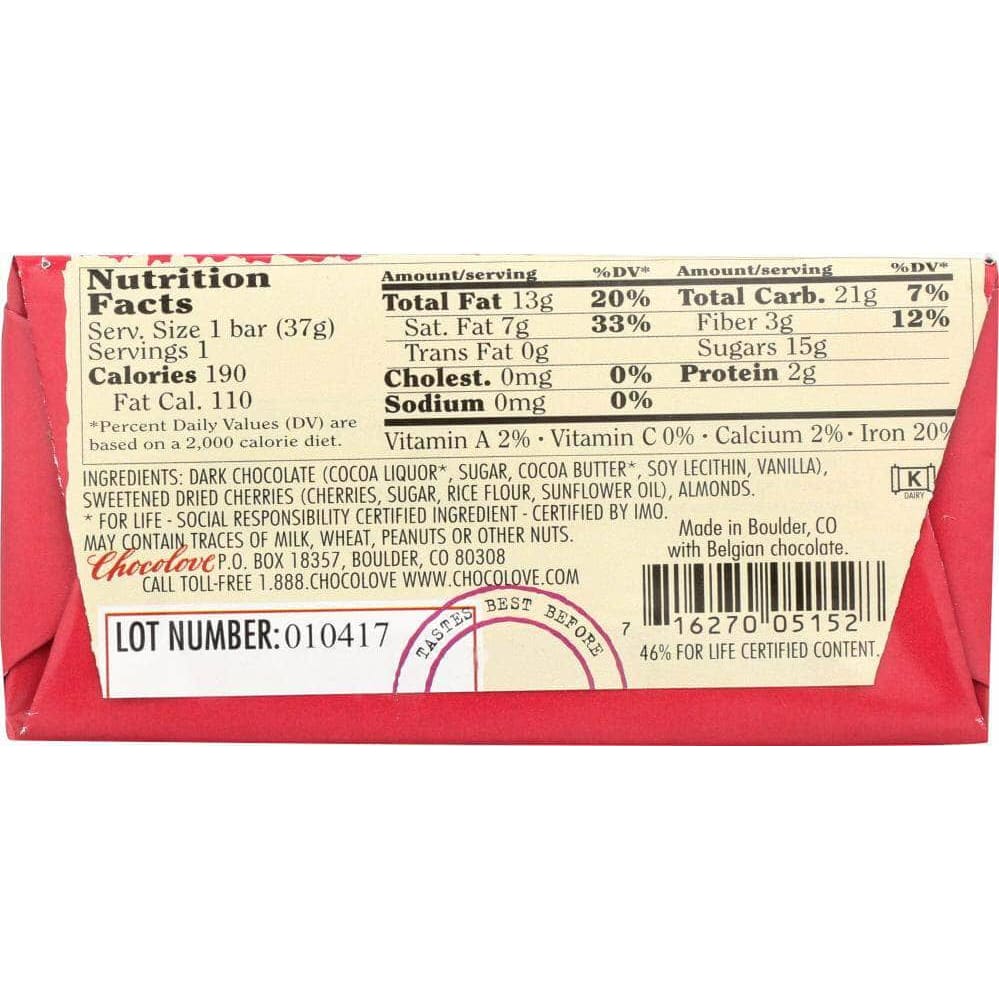 Nutrition
Facts
Serv. Size 1 bar (37g)
Servings 1
Calories 190
Fat Cal. 110
*Percent Daily Values (DV) are
based on a 2,000 calorie diet.
Amount/serving %DV* Amount/serving %DV*
Total Fat 13g 20% Total Carb. 21g 7%
Sat. Fat 7g 33% Fiber 3g 12%
Trans Fat 0g Sugars 15g
Cholest. 0mg 0% Protein 2g
Sodium 0mg 0%
Vitamin A 2% · Vitamin C 0% · Calcium 2% · Iron 20%
INGREDIENTS: DARK CHOCOLATE (COCOA LIQUOR*, SUGAR, COCOA BUTTER*, SOY LECITHIN, VANILLA),
SWEETENED DRIED CHERRIES (CHERRIES, SUGAR, RICE FLOUR, SUNFLOWER OIL), ALMONDS.
* FOR LIFE - SOCIAL RESPONSIBILITY CERTIFIED INGREDIENT - CERTIFIED BY IMO.
MAY CONTAIN TRACES OF MILK, WHEAT, PEANUTS OR OTHER NUTS.
Chocolove P.O. BOX 18357, BOULDER, CO 80308
CALL TOLL-FREE 1.888.CHOCOLOVE WWW.CHOCOLOVE.COM
K
DAIRY
Made in Boulder, CO
with Belgian chocolate.
7 16270 05152
46% FOR LIFE CERTIFIED CONTENT.
LOT NUMBER: 010417
TASTES BEST BEFORE